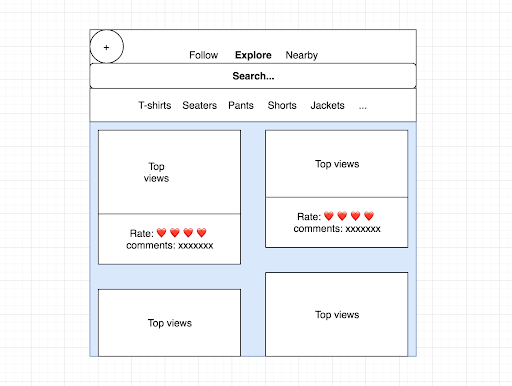 +
Follow Explore Nearby
Search...
T-shirts Seaters Pants Shorts Jackets ...
Top
views
Rate: ❤️ ❤️ ❤️ ❤️
comments: xxxxxxx
Top views
Rate: ❤️ ❤️ ❤️ ❤️
comments: xxxxxxx
Top views
Top views